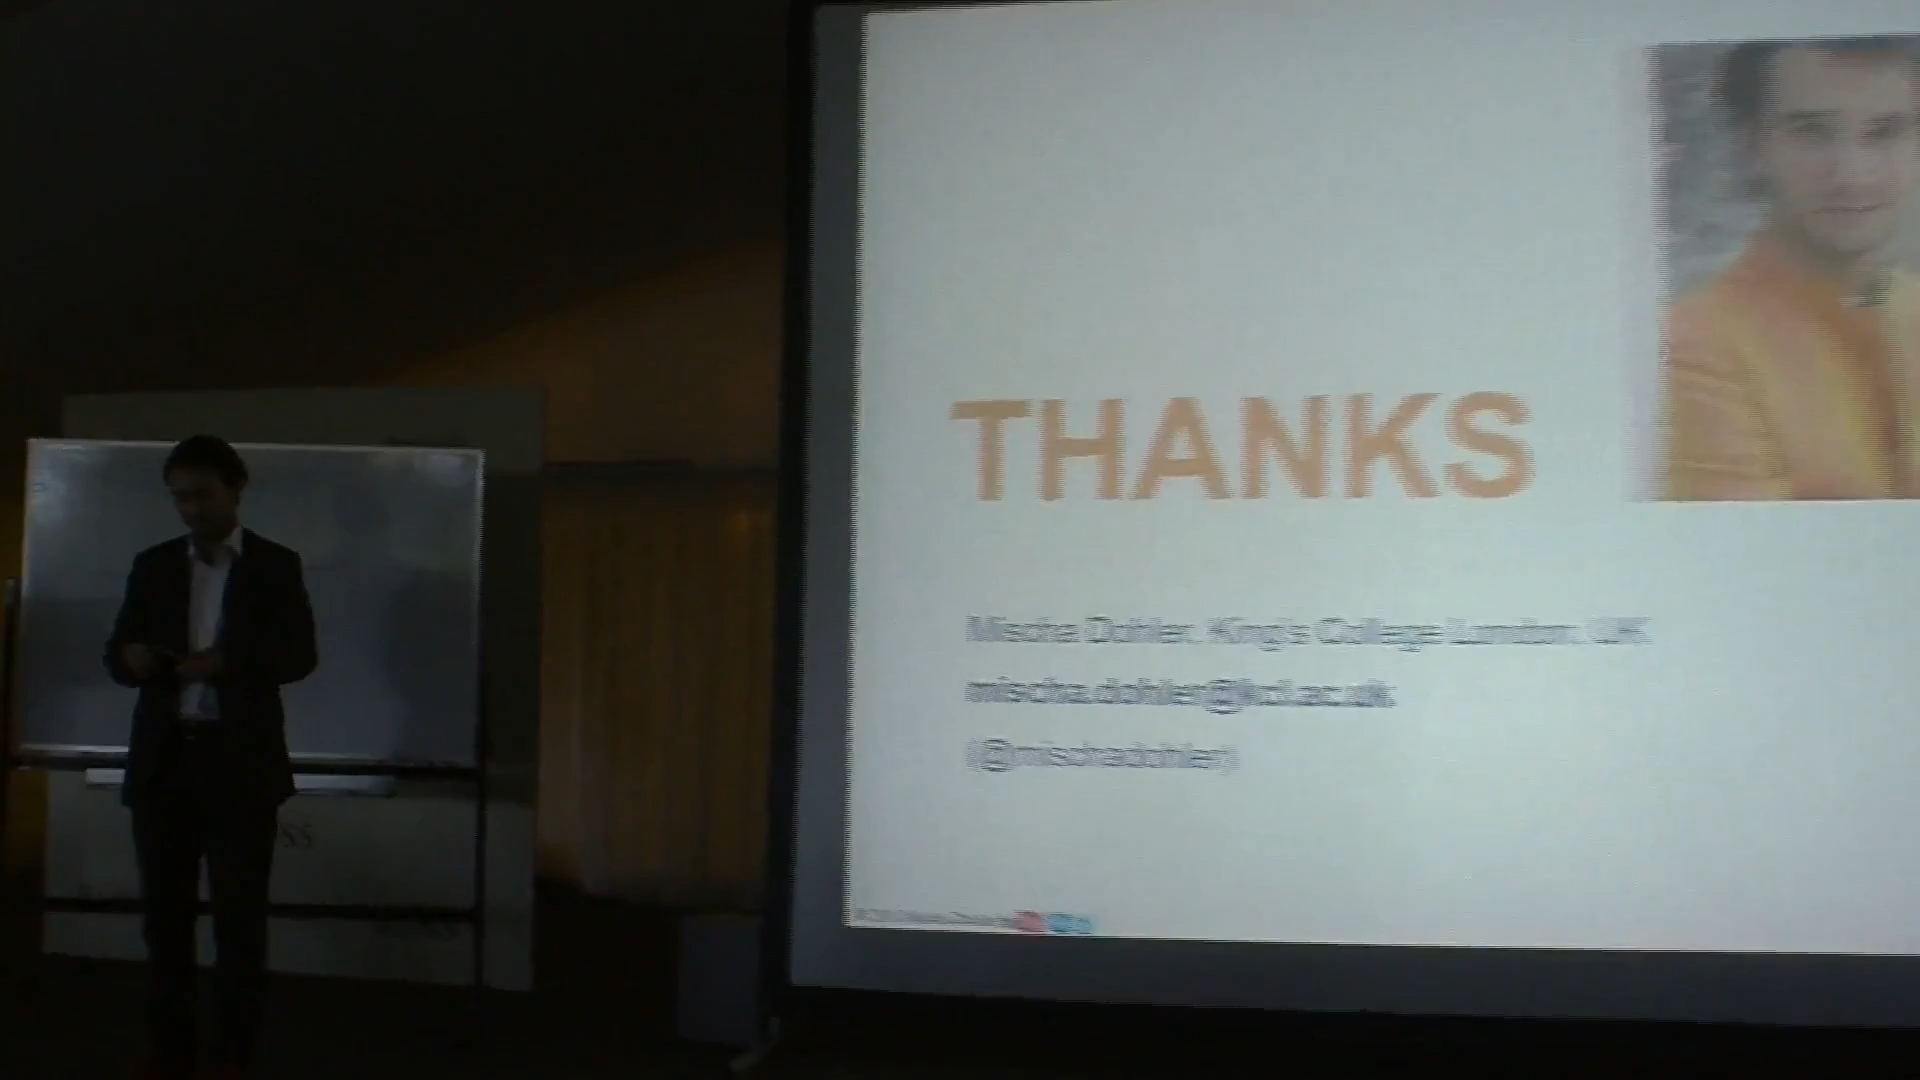 THANKS
Mischa Dohler, King's College London, UK
mischa.dohler@kcl.ac.uk
(@mischadohler)